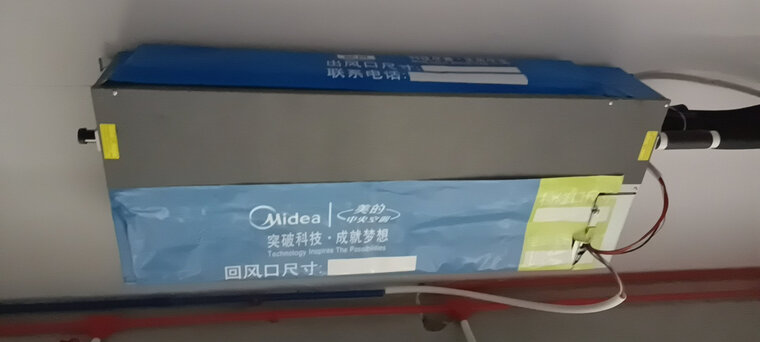 出风口尺寸:
联系电话:
Midea 美的
中央空调
突破科技·成就梦想
Technology Inspires The Possibilities
回风口尺寸: